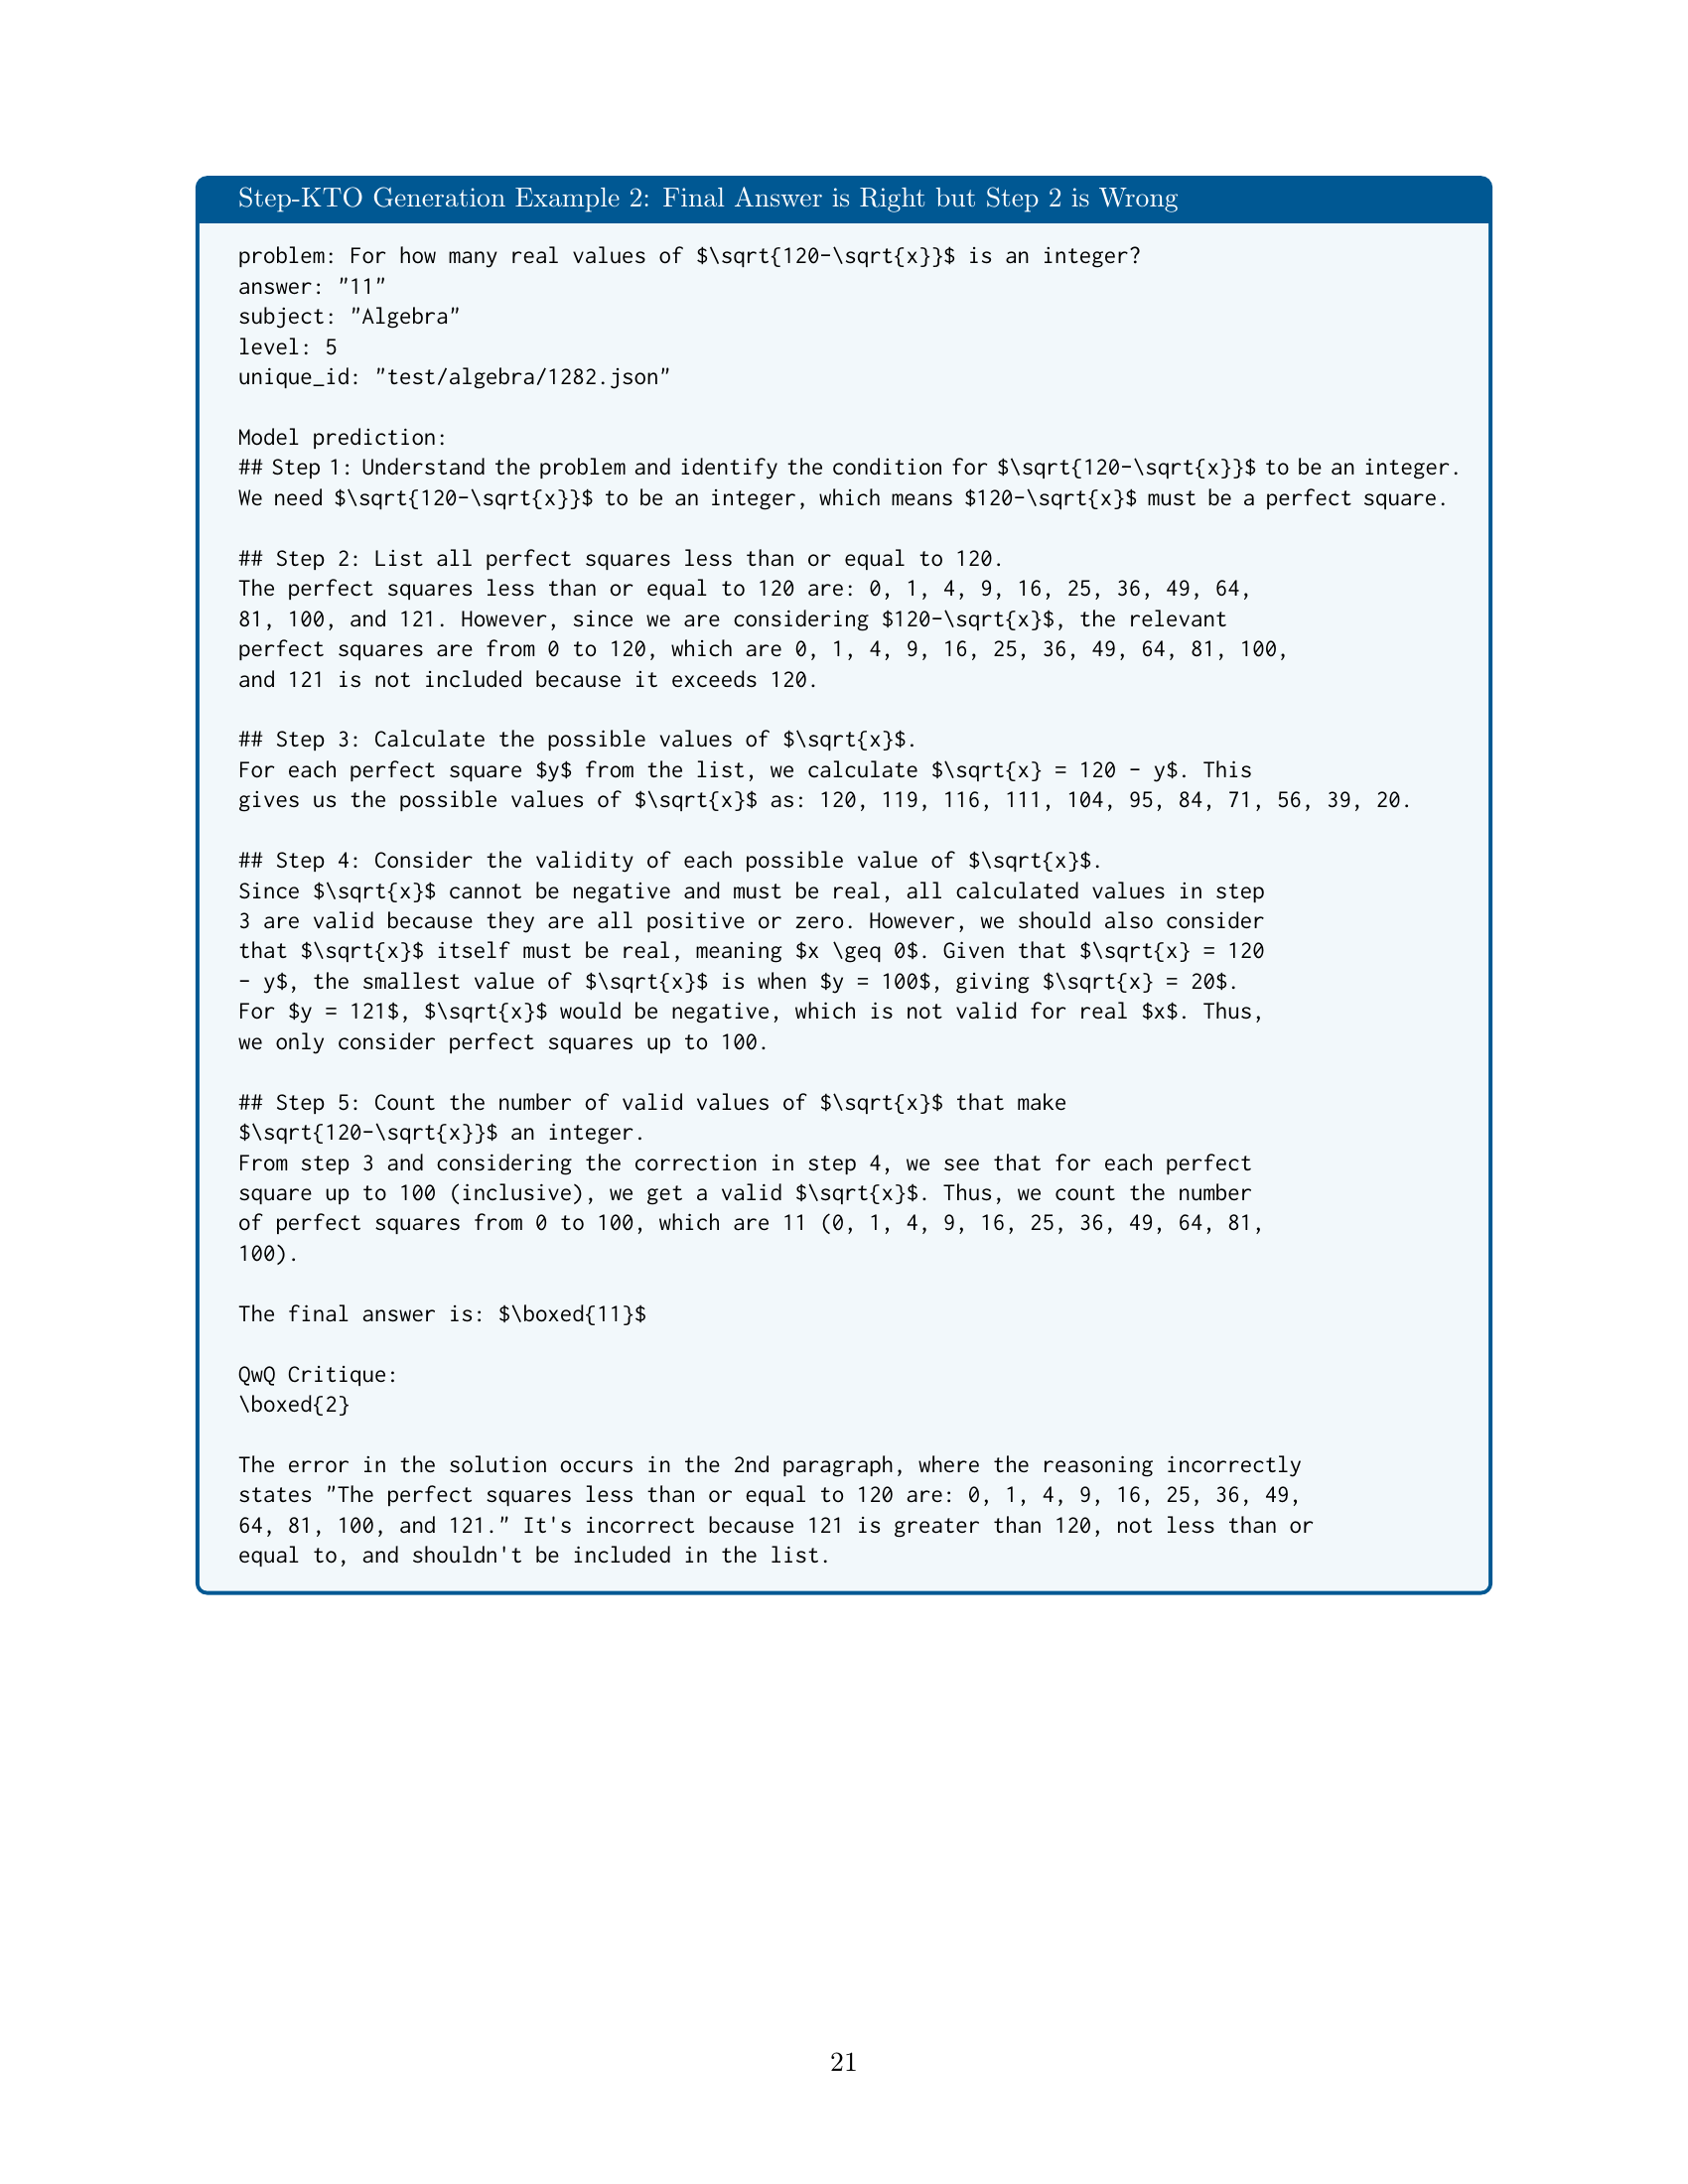 Step-KTO Generation Example 2: Final Answer is Right but Step 2 is Wrong
problem: For how many real values of $\sqrt{120-\sqrt{x}}$ is an integer?
answer: "11"
subject: "Algebra"
level: 5
unique_id: "test/algebra/1282.json"
Model prediction:
## Step 1: Understand the problem and identify the condition for $\sqrt{120-\sqrt{x}}$ to be an integer.
We need $\sqrt{120-\sqrt{x}}$ to be an integer, which means $120-\sqrt{x}$ must be a perfect square.
## Step 2: List all perfect squares less than or equal to 120.
The perfect squares less than or equal to 120 are: 0, 1, 4, 9, 16, 25, 36, 49, 64,
81, 100, and 121. However, since we are considering $120-\sqrt{x}$, the relevant
perfect squares are from 0 to 120, which are 0, 1, 4, 9, 16, 25, 36, 49, 64, 81, 100,
and 121 is not included because it exceeds 120.
## Step 3: Calculate the possible values of $\sqrt{x}$.
For each perfect square $y$ from the list, we calculate $\sqrt{x} = 120 - y$. This
gives us the possible values of $\sqrt{x}$ as: 120, 119, 116, 111, 104, 95, 84, 71, 56, 39, 20.
## Step 4: Consider the validity of each possible value of $\sqrt{x}$.
Since $\sqrt{x}$ cannot be negative and must be real, all calculated values in step
3 are valid because they are all positive or zero. However, we should also consider
that $\sqrt{x}$ itself must be real, meaning $x \geq 0$. Given that $\sqrt{x} = 120
- y$, the smallest value of $\sqrt{x}$ is when $y = 100$, giving $\sqrt{x} = 20$.
For $y = 121$, $\sqrt{x}$ would be negative, which is not valid for real $x$. Thus,
we only consider perfect squares up to 100.
## Step 5: Count the number of valid values of $\sqrt{x}$ that make
$\sqrt{120-\sqrt{x}}$ an integer.
From step 3 and considering the correction in step 4, we see that for each perfect
square up to 100 (inclusive), we get a valid $\sqrt{x}$. Thus, we count the number
of perfect squares from 0 to 100, which are 11 (0, 1, 4, 9, 16, 25, 36, 49, 64, 81,
100).
The final answer is: $\boxed{11}$
QwQ Critique:
\boxed{2}
The error in the solution occurs in the 2nd paragraph, where the reasoning incorrectly
states "The perfect squares less than or equal to 120 are: 0, 1, 4, 9, 16, 25, 36, 49,
64, 81, 100, and 121." It's incorrect because 121 is greater than 120, not less than or
equal to, and shouldn't be included in the list.
21